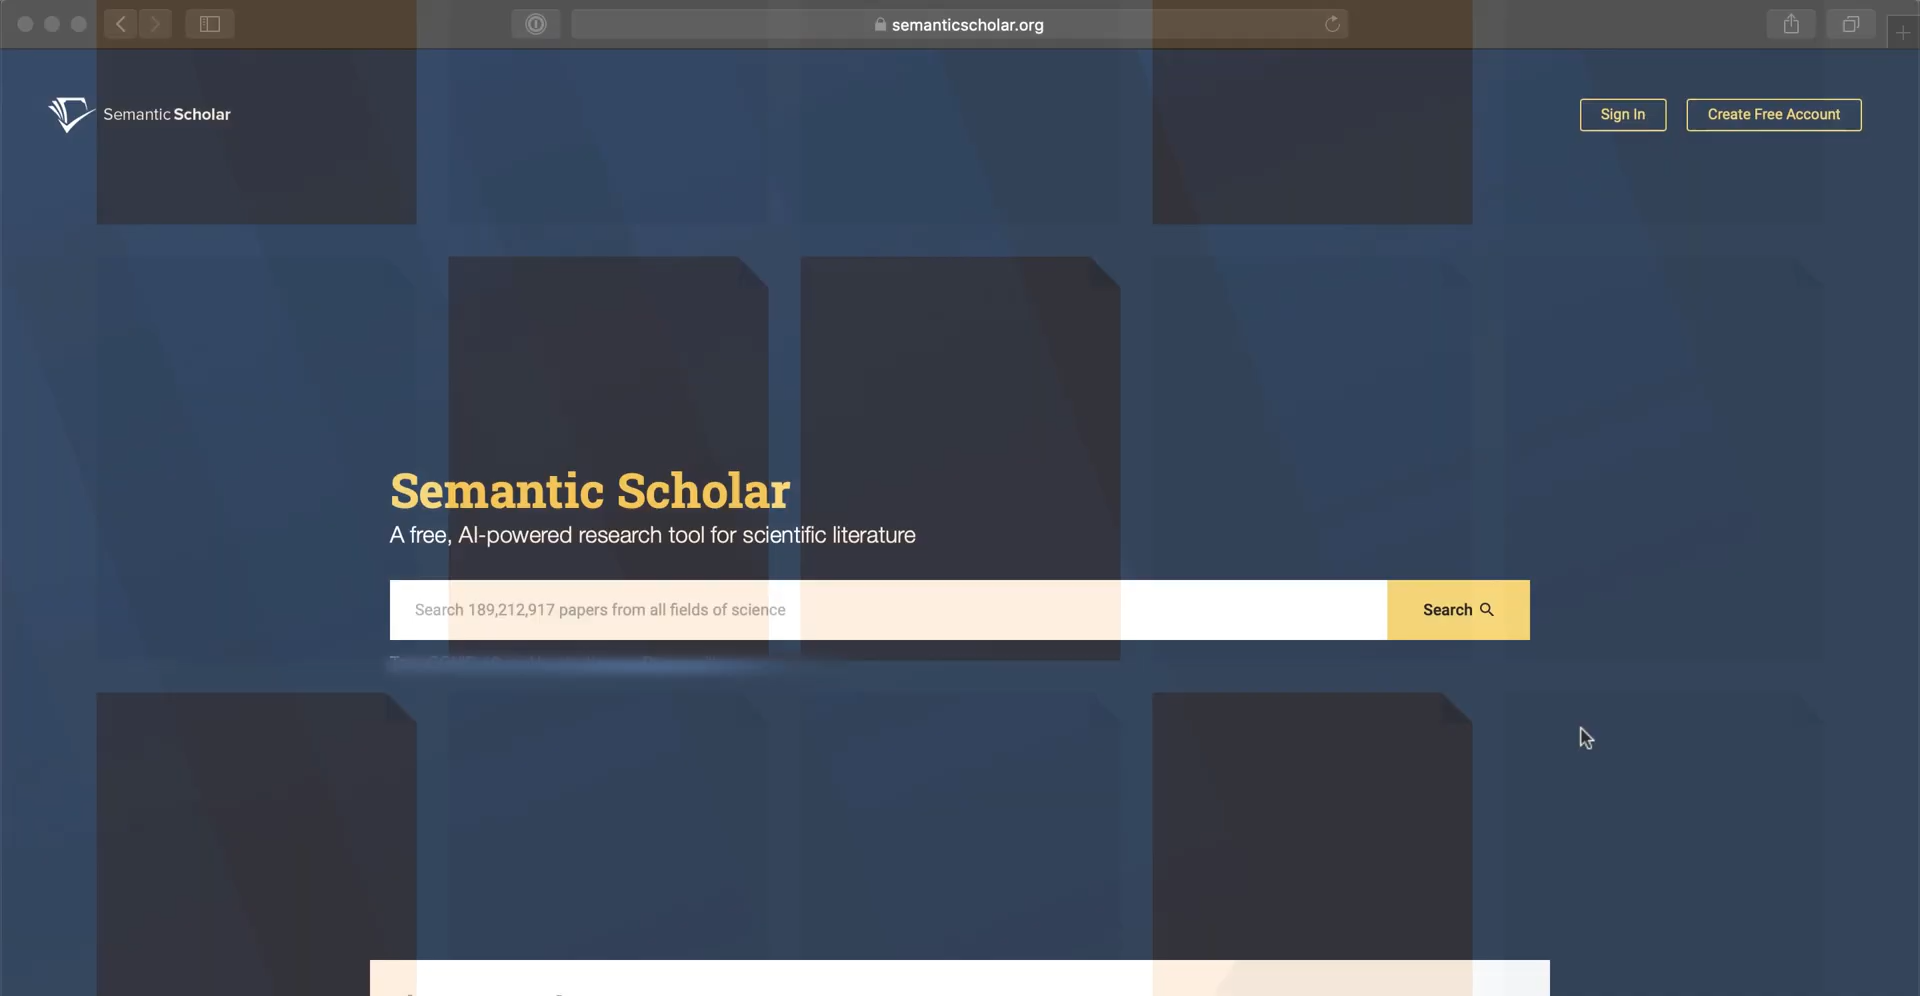 semanticscholar.org
Semantic Scholar
Sign In
Create Free Account
Semantic Scholar
A free, AI-powered research tool for scientific literature
Search 189,212,917 papers from all fields of science
Search